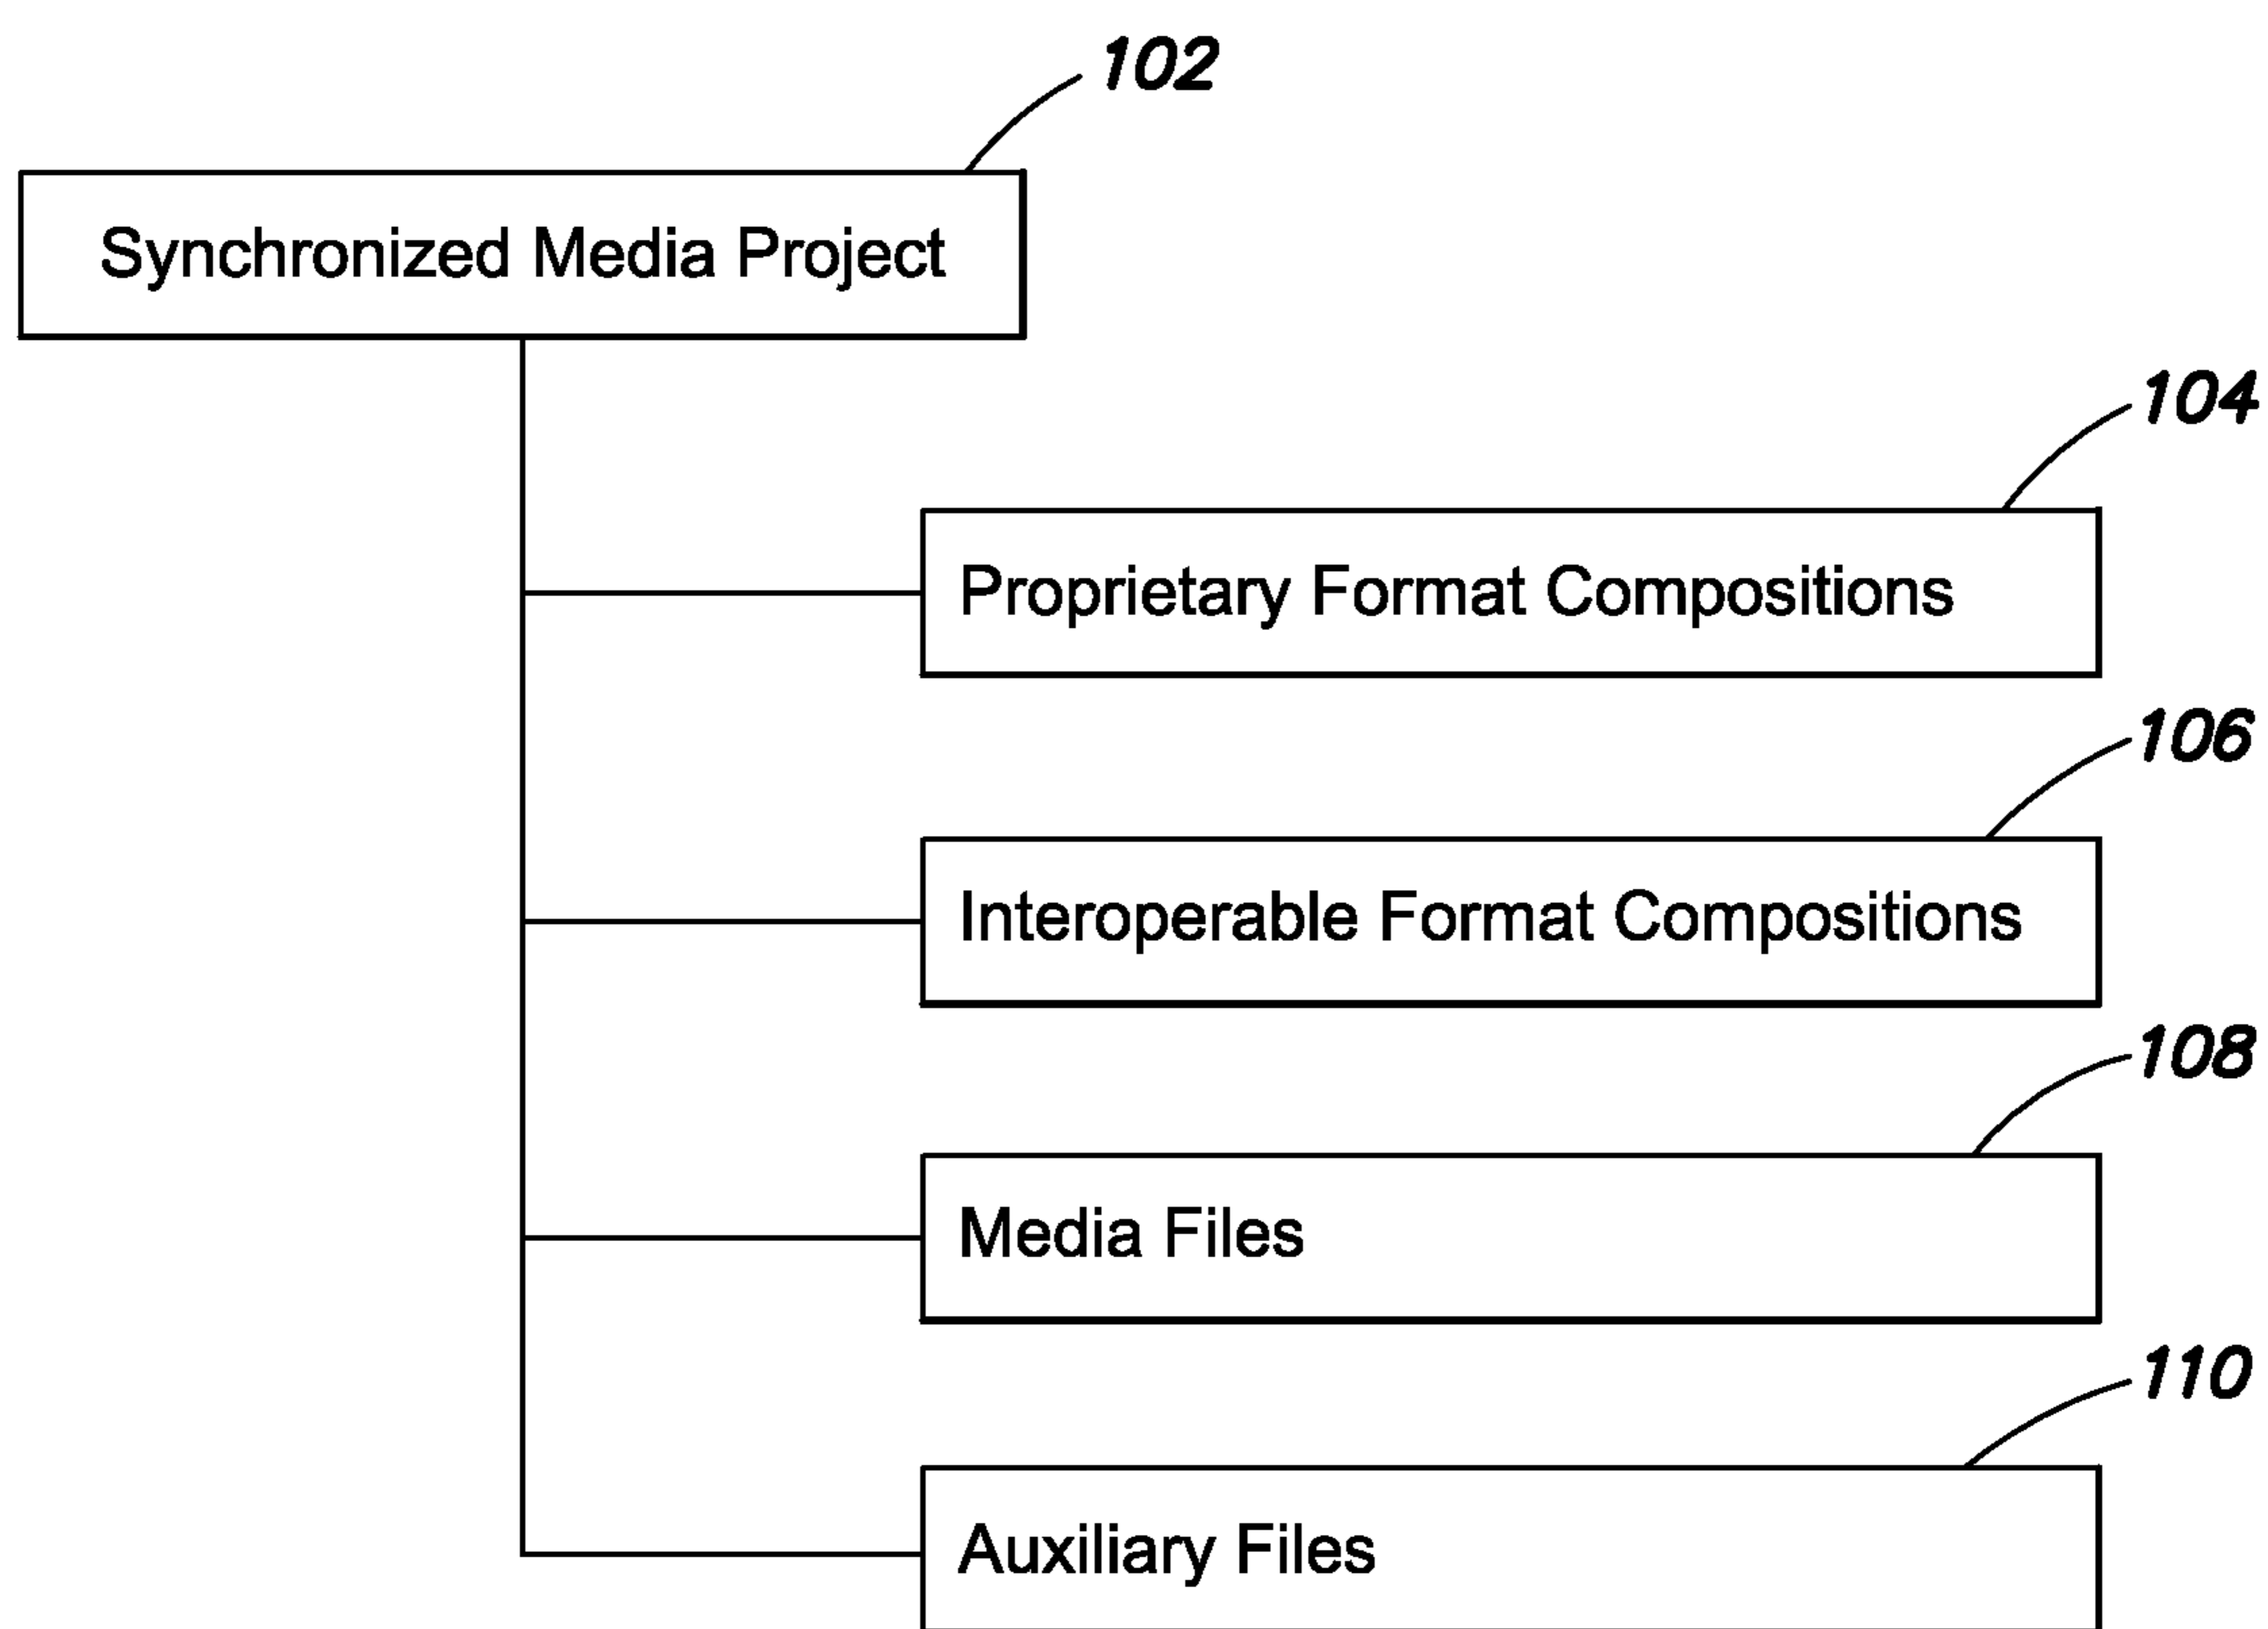 102
Synchronized Media Project
104
Proprietary Format Compositions
106
Interoperable Format Compositions
108
Media Files
110
Auxiliary Files